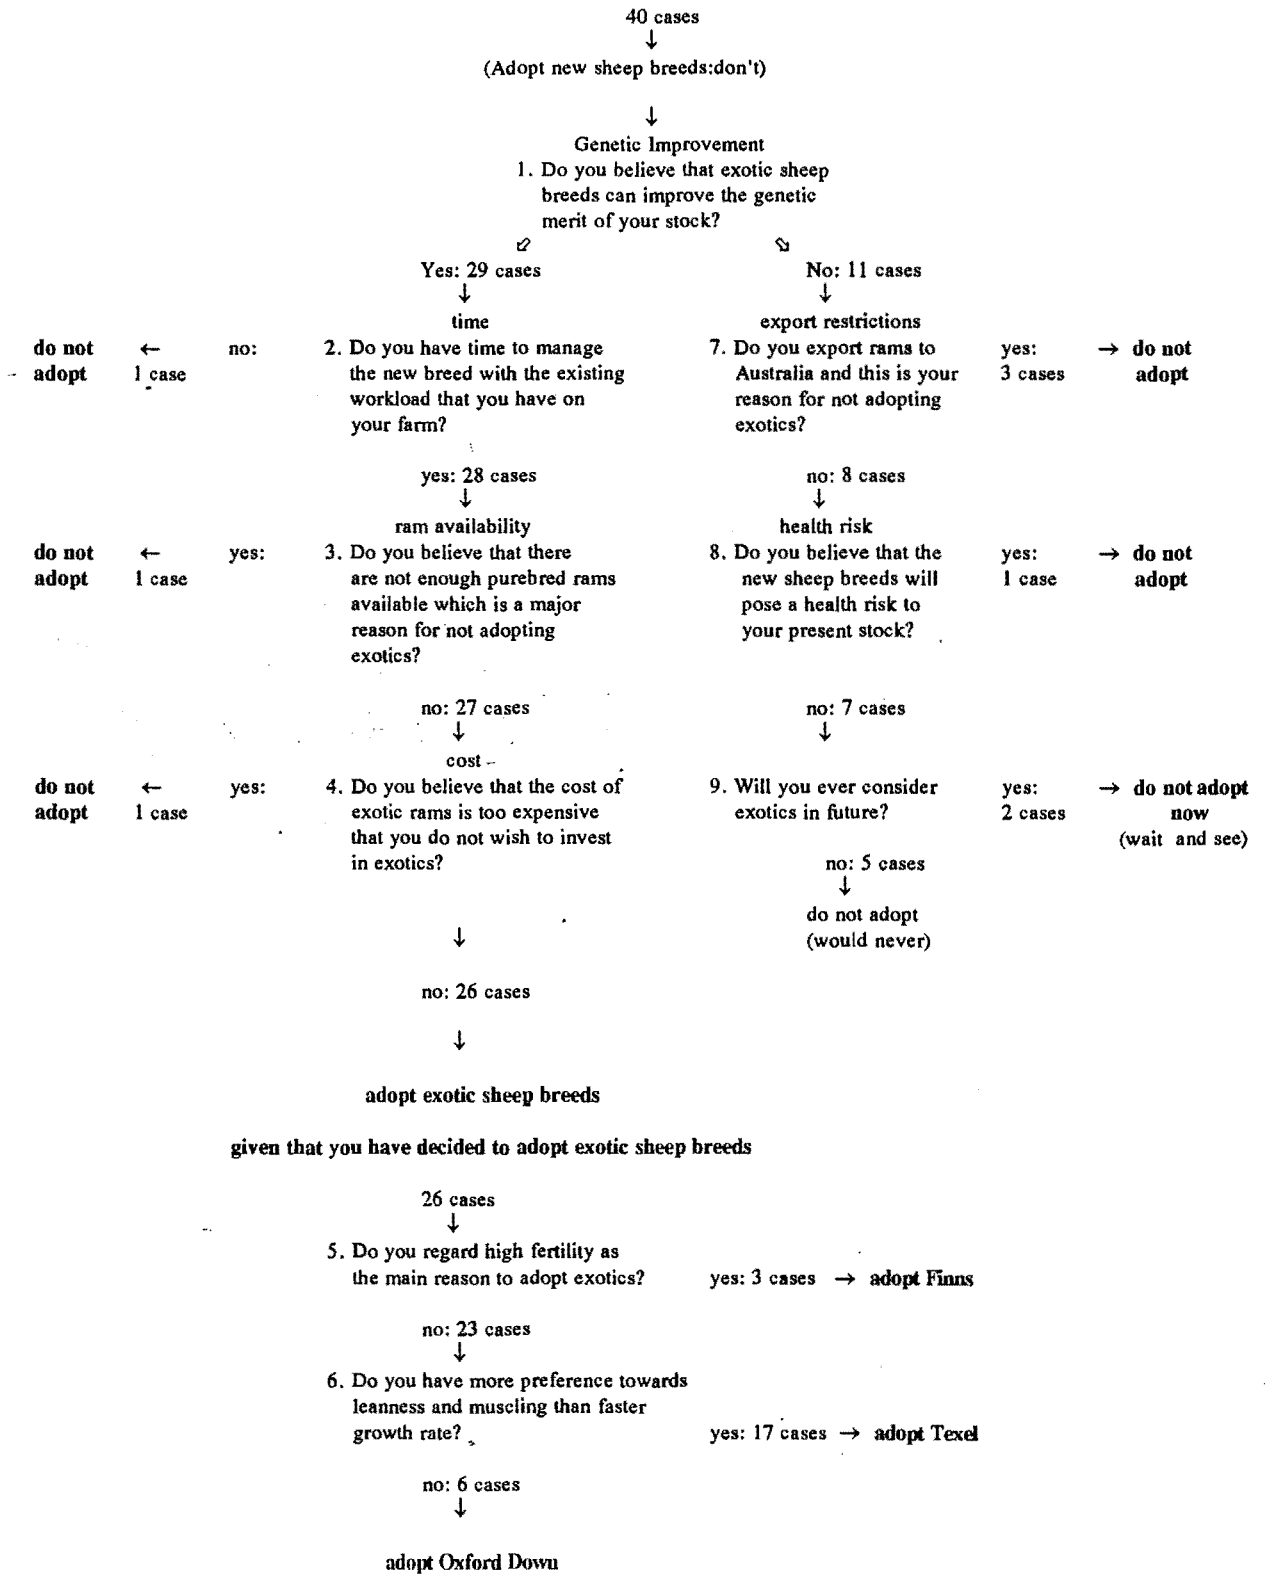 40 cases
↓
(Adopt new sheep breeds:don't)
↓
Genetic Improvement
1. Do you believe that exotic sheep
breeds can improve the genetic
merit of your stock?
Yes: 29 cases
↓
time
do not adopt ← 1 case no:
2. Do you have time to manage
the new breed with the existing
workload that you have on
your farm?
yes: 28 cases
↓
ram availability
do not adopt ← 1 case yes:
3. Do you believe that there
are not enough purebred rams
available which is a major
reason for not adopting
exotics?
no: 27 cases
↓
cost
do not adopt ← 1 case yes:
4. Do you believe that the cost of
exotic rams is too expensive
that you do not wish to invest
in exotics?
↓
no: 26 cases
↓
No: 11 cases
↓
export restrictions
7. Do you export rams to
Australia and this is your
reason for not adopting
exotics?
yes: 3 cases → do not adopt
no: 8 cases
↓
health risk
8. Do you believe that the
new sheep breeds will
pose a health risk to
your present stock?
yes: 1 case → do not adopt
no: 7 cases
↓
9. Will you ever consider
exotics in future?
yes: 2 cases → do not adopt now
(wait and see)
no: 5 cases
↓
do not adopt
(would never)
adopt exotic sheep breeds
given that you have decided to adopt exotic sheep breeds
26 cases
↓
5. Do you regard high fertility as
the main reason to adopt exotics?
yes: 3 cases → adopt Finns
no: 23 cases
↓
6. Do you have more preference towards
leanness and muscling than faster
growth rate?
yes: 17 cases → adopt Texel
no: 6 cases
↓
adopt Oxford Down